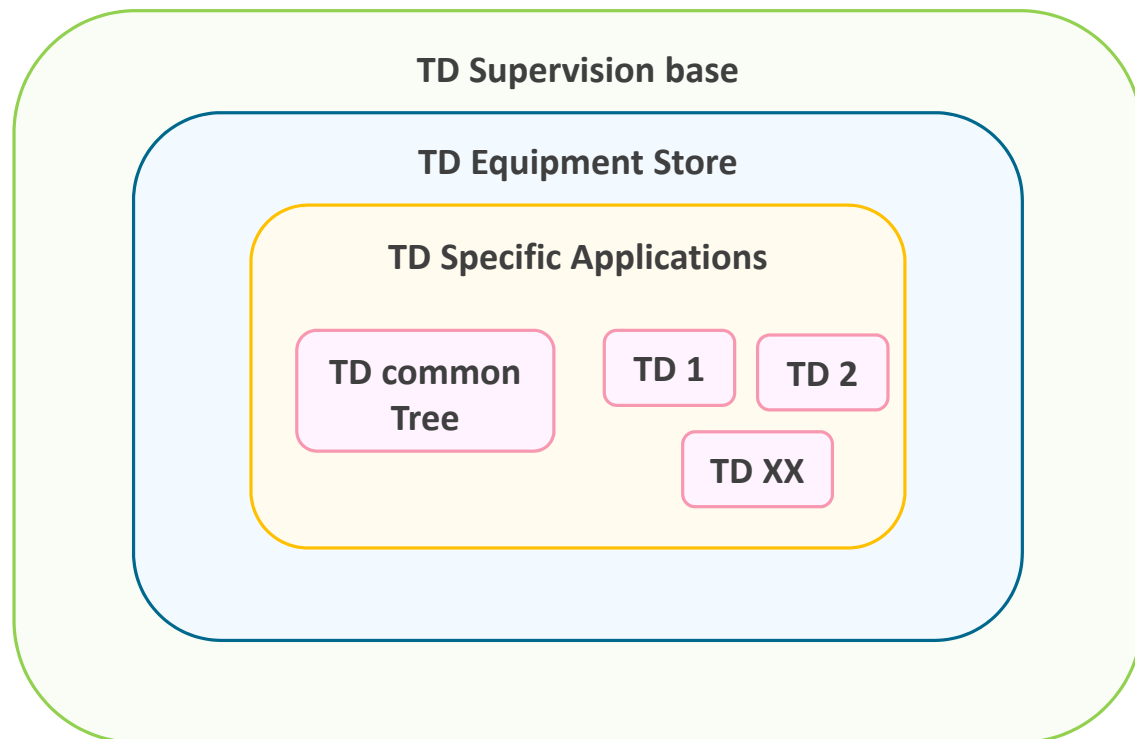 TD Supervision base
TD Equipment Store
TD Specific Applications
TD common
Tree
TD 1
TD 2
TD XX